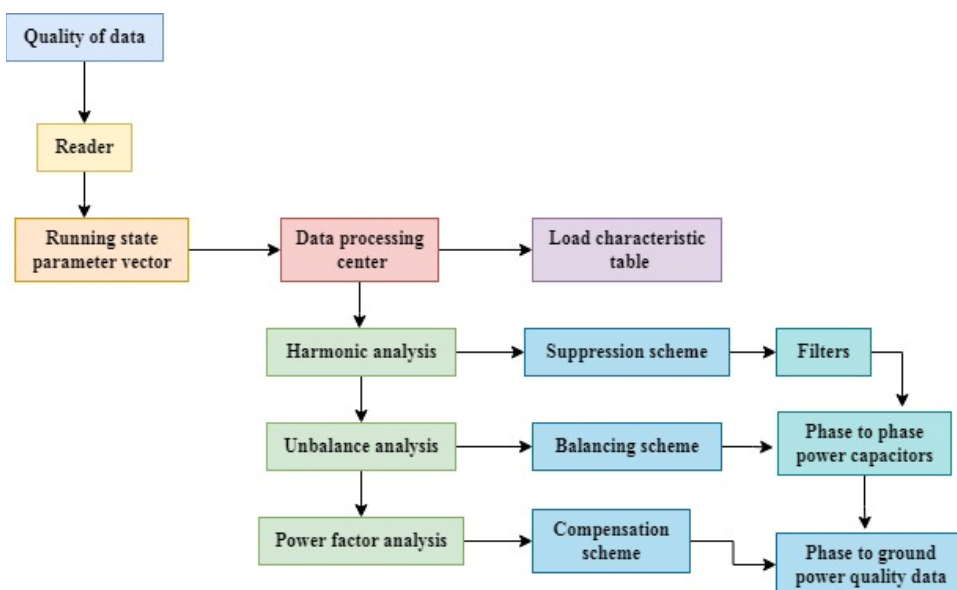 Quality of data
Reader
Running state
parameter vector
Data processing
center
Load characteristic
table
Harmonic analysis
Suppression scheme
Filters
Unbalance analysis
Balancing scheme
Phase to phase
power capacitors
Power factor analysis
Compensation
scheme
Phase to ground
power quality data